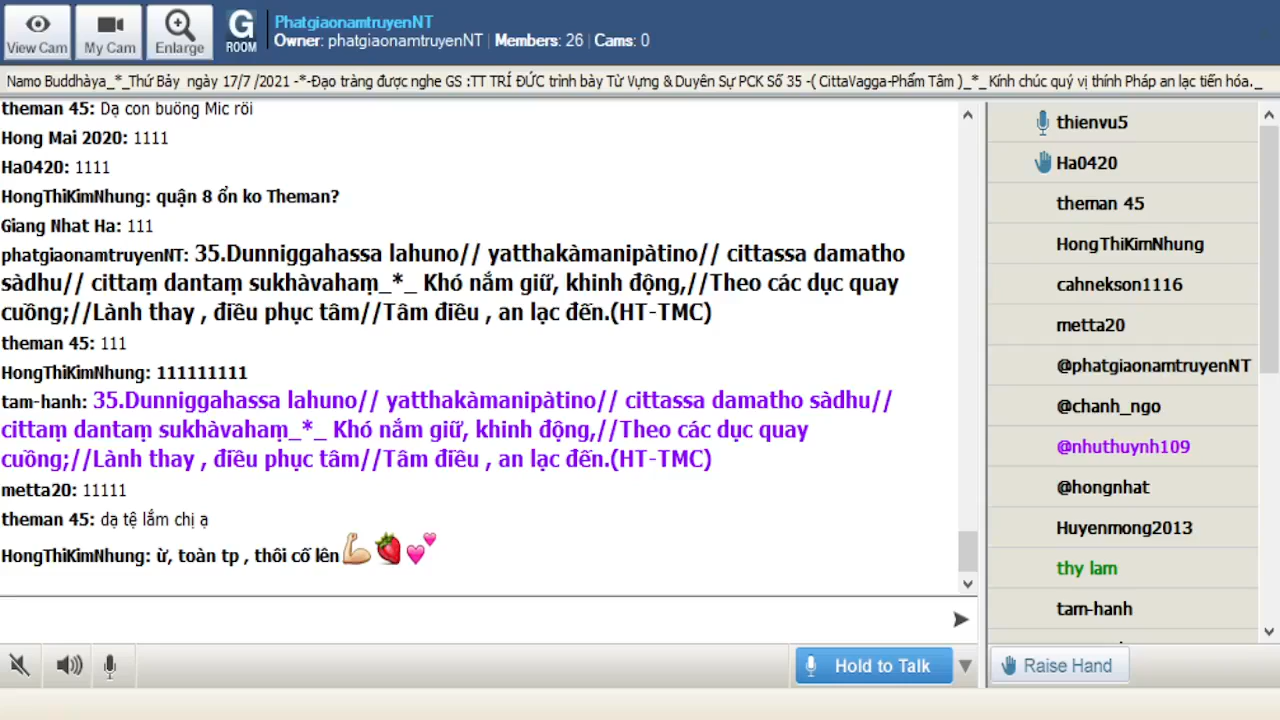 View Cam
My Cam
Enlarge
G
ROOM
PhatgiaonamtruyenNT
Owner: phatgiaonamtruyenNT | Members: 26 | Cams: 0
Namo Buddhàya_*_Thứ Bảy ngày 17/7 /2021 -*-Đạo tràng được nghe GS :TT TRÍ ĐỨC trình bày Từ Vựng & Duyên Sự PCK Số 35 -( CittaVagga-Phẩm Tâm )_*_Kính chúc quý vị thính Pháp an lạc tiến hóa._
theman 45: Dạ con buông Mic rồi
Hong Mai 2020: 1111
Ha0420: 1111
HongThiKimNhung: quận 8 ổn ko Theman?
Giang Nhat Ha: 111
phatgiaonamtruyenNT: 35.Dunniggahassa lahuno// yatthakàmanipàtino// cittassa damatho
sàdhu// cittaṃ dantaṃ sukhàvahaṃ_*_ Khó nắm giữ, khinh động,//Theo các dục quay
cuồng;//Lành thay , điều phục tâm//Tâm điều , an lạc đến.(HT-TMC)
theman 45: 111
HongThiKimNhung: 111111111
tam-hanh: 35.Dunniggahassa lahuno// yatthakàmanipàtino// cittassa damatho sàdhu//
cittaṃ dantaṃ sukhàvahaṃ_*_ Khó nắm giữ, khinh động,//Theo các dục quay
cuồng;//Lành thay , điều phục tâm//Tâm điều , an lạc đến.(HT-TMC)
metta20: 11111
theman 45: dạ tệ lắm chị ạ
HongThiKimNhung: ừ, toàn tp , thôi cố lên
thienvu5
Ha0420
theman 45
HongThiKimNhung
cahnekson1116
metta20
@phatgiaonamtruyenNT
@chanh_ngo
@nhuthuynh109
@hongnhat
Huyenmong2013
thy lam
tam-hanh
Hold to Talk
Raise Hand